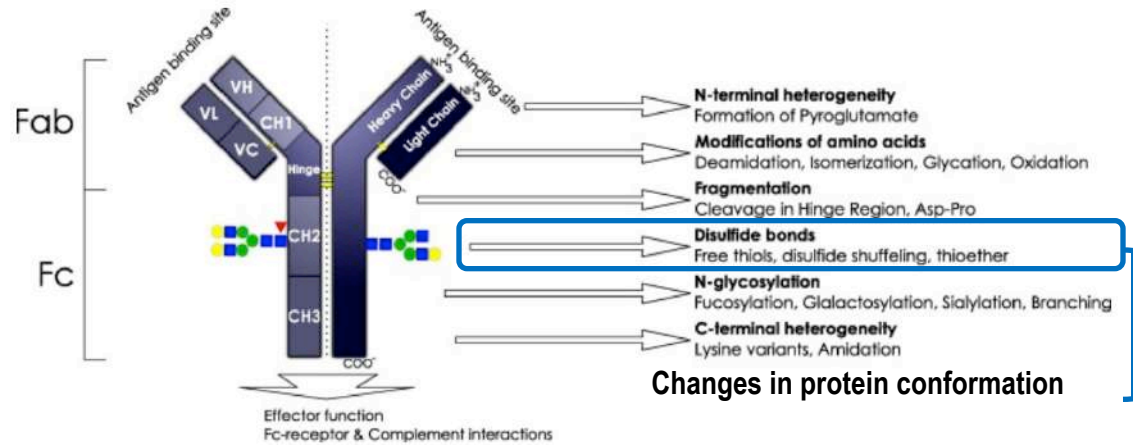 Antigen binding site
Antigen binding site
NH3+
NH3+
Fab
VH
VL
CH1
VC
Heavy Chain
Light Chain
Hinge
COO-
Fc
CH2
CH3
COO-
N-terminal heterogeneity
Formation of Pyroglutamate
Modifications of amino acids
Deamidation, Isomerization, Glycation, Oxidation
Fragmentation
Cleavage in Hinge Region, Asp-Pro
Disulfide bonds
Free thiols, disulfide shuffeling, thioether
N-glycosylation
Fucosylation, Glalactosylation, Sialylation, Branching
C-terminal heterogeneity
Lysine variants, Amidation
Changes in protein conformation
Effector function
Fc-receptor & Complement interactions